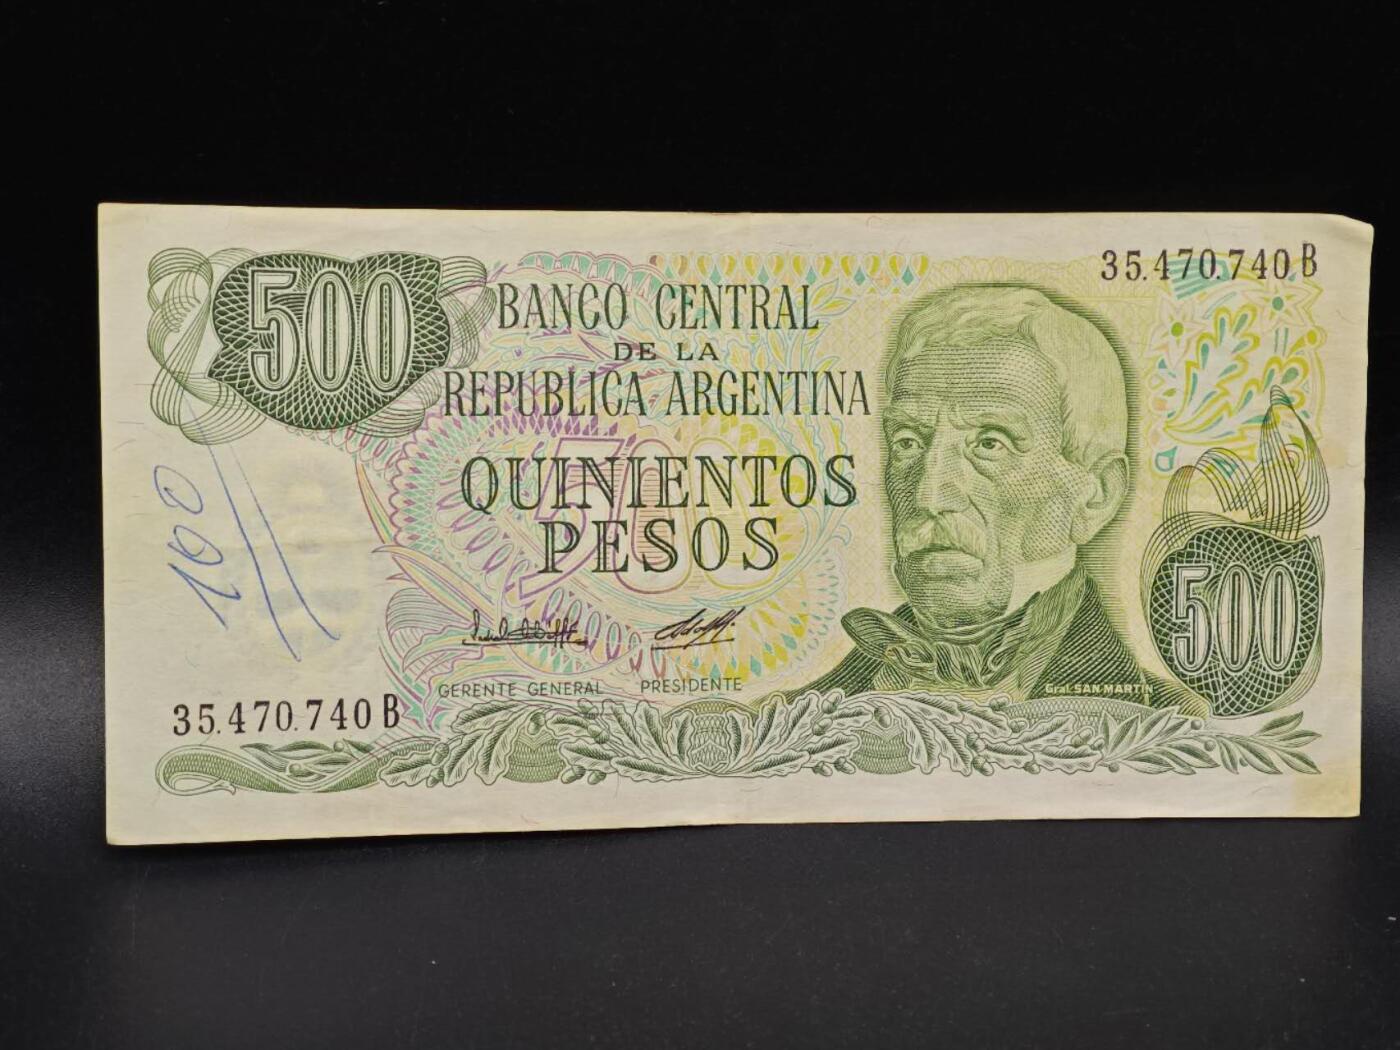 35.470.740 B
500
BANCO CENTRAL
DE LA
REPUBLICA ARGENTINA
QUINIENTOS
PESOS
500
100
GERENTE GENERAL PRESIDENTE
Gral. SAN MARTIN
500
35.470.740 B